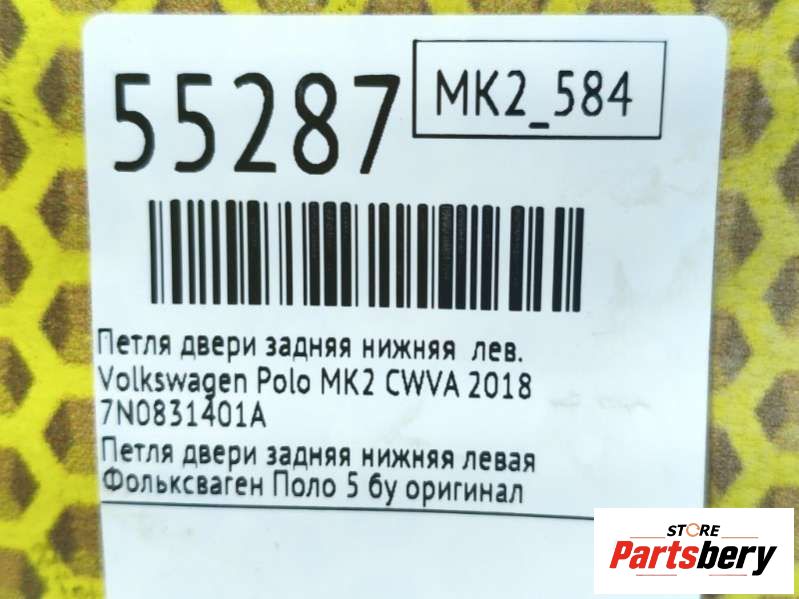 55287
MK2_584
Петля двери задняя нижняя лев.
Volkswagen Polo MK2 CWVA 2018
7N0831401A
Петля двери задняя нижняя левая
Фольксваген Поло 5 бу оригинал
STORE
Partsbery